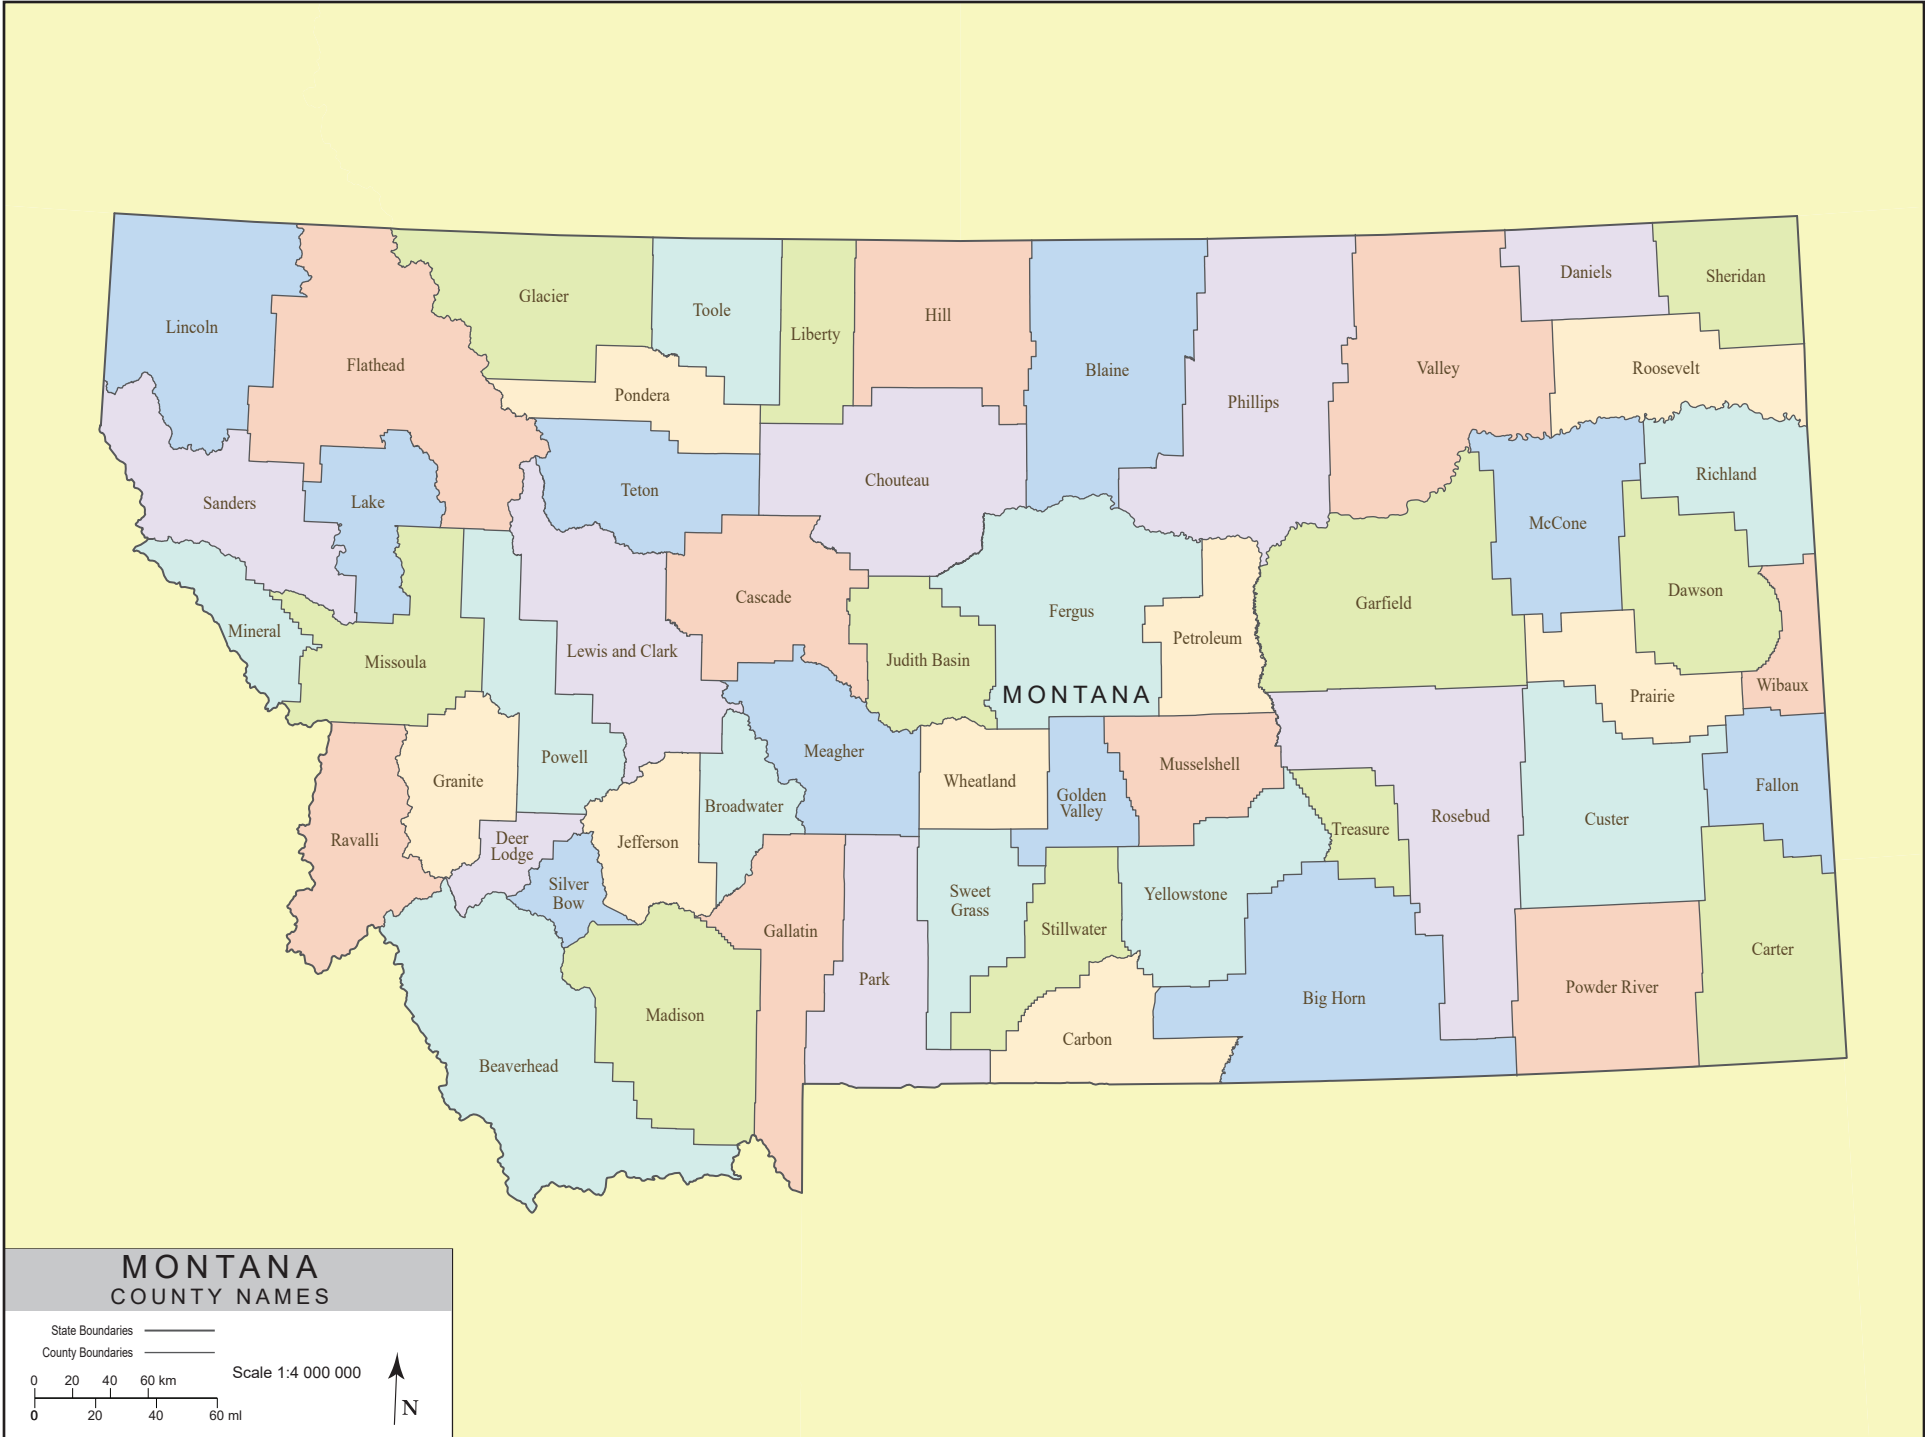 Lincoln
Flathead
Glacier
Toole
Liberty
Hill
Blaine
Phillips
Valley
Daniels
Sheridan
Roosevelt
Pondera
Teton
Chouteau
Sanders
Lake
McCone
Richland
Dawson
Mineral
Missoula
Lewis and Clark
Cascade
Judith Basin
Fergus
Petroleum
Garfield
Prairie
Wibaux
MONTANA
Powell
Granite
Meagher
Wheatland
Golden
Valley
Musselshell
Treasure
Rosebud
Custer
Fallon
Ravalli
Deer
Lodge
Silver
Bow
Jefferson
Broadwater
Gallatin
Park
Sweet
Grass
Stillwater
Yellowstone
Big Horn
Powder River
Carter
Carbon
Madison
Beaverhead
MONTANA
COUNTY NAMES
State Boundaries
County Boundaries
Scale 1:4 000 000
0 20 40 60 km
0 20 40 60 ml
N